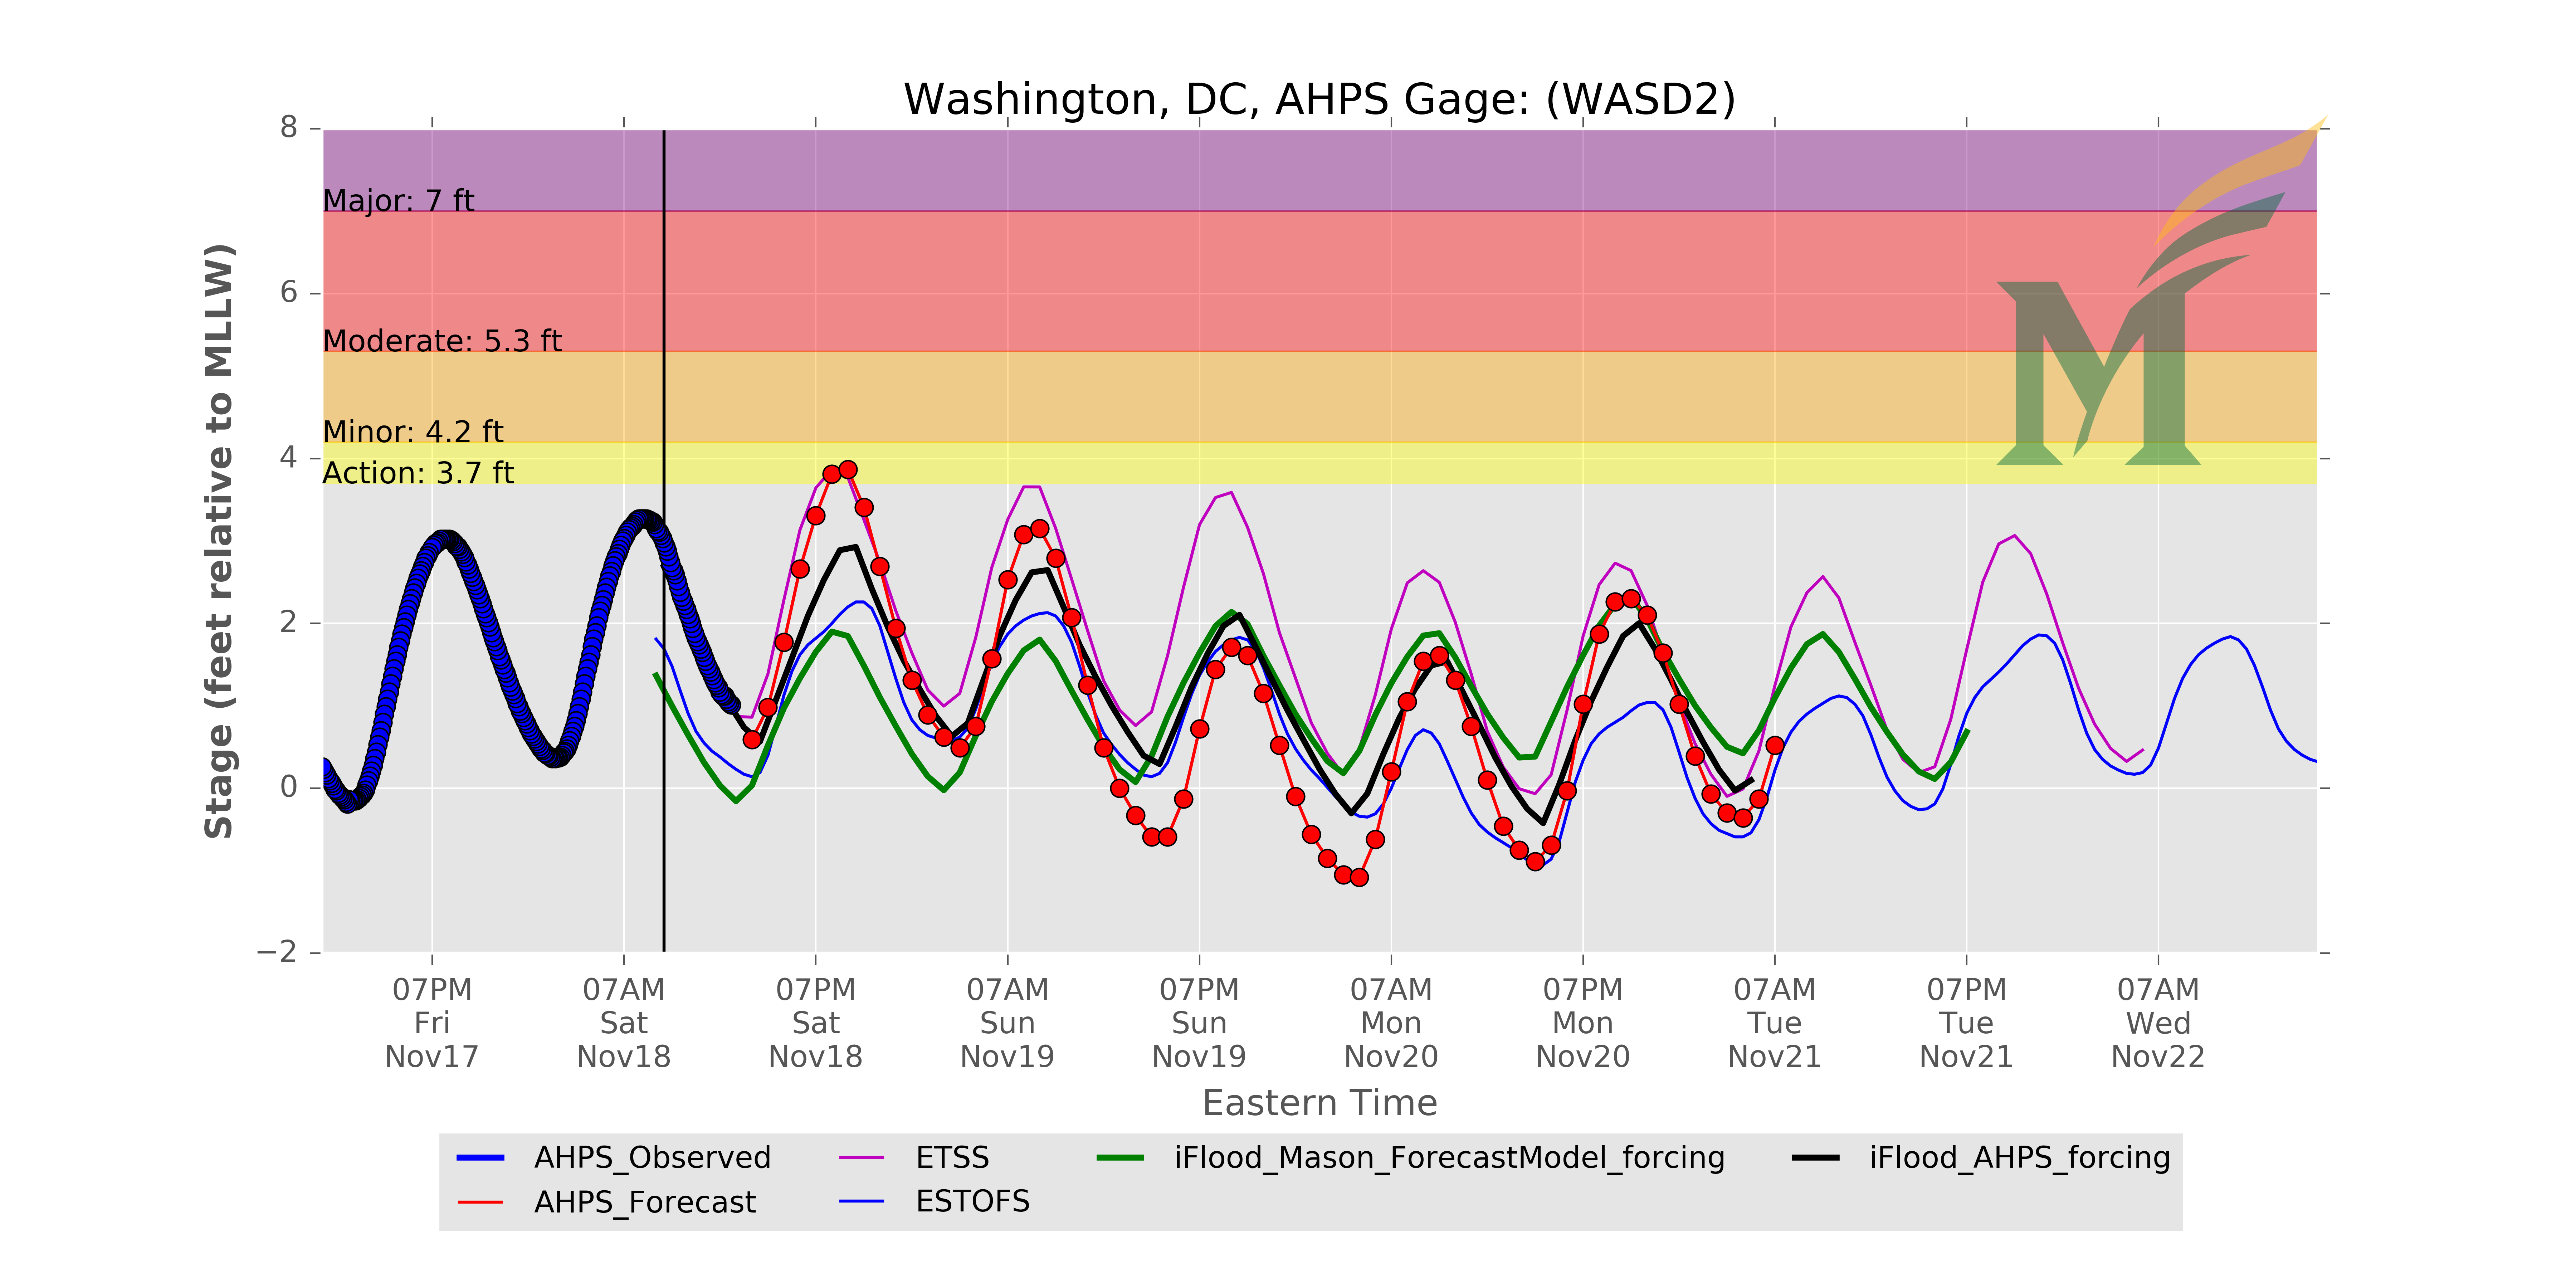 Washington, DC, AHPS Gage: (WASD2)
Stage (feet relative to MLLW)
8
6
4
2
0
−2
Major: 7 ft
Moderate: 5.3 ft
Minor: 4.2 ft
Action: 3.7 ft
M
07PM 07AM 07PM 07AM 07PM 07AM 07PM 07AM 07PM 07AM
Fri Sat Sat Sun Sun Mon Mon Tue Tue Wed
Nov17 Nov18 Nov18 Nov19 Nov19 Nov20 Nov20 Nov21 Nov21 Nov22
Eastern Time
AHPS_Observed ETSS iFlood_Mason_ForecastModel_forcing iFlood_AHPS_forcing
AHPS_Forecast ESTOFS